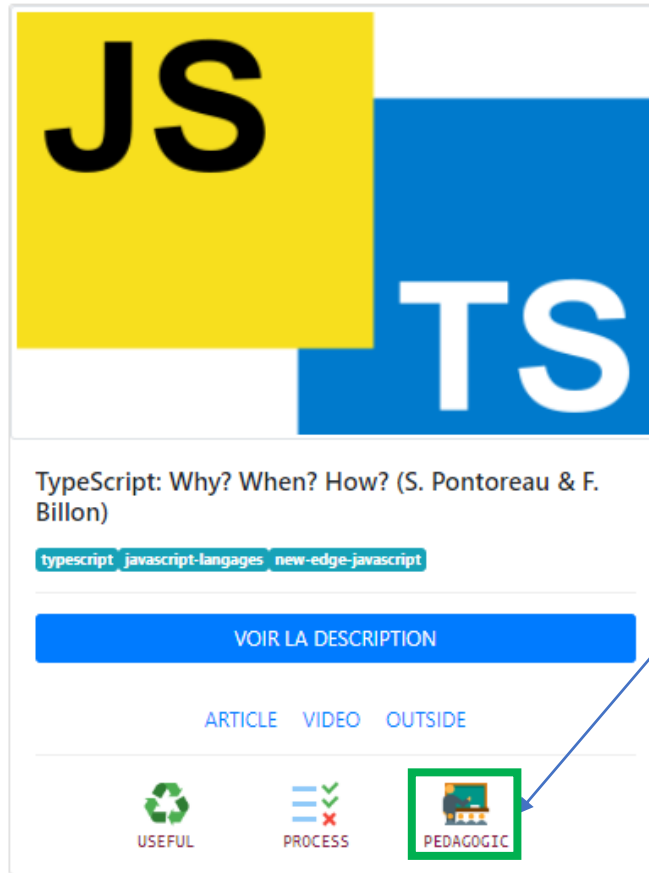 JS
TS
TypeScript: Why? When? How? (S. Pontoreau & F.
Billon)
typescript javascript-langages new-edge-javascript
VOIR LA DESCRIPTION
ARTICLE VIDEO OUTSIDE
USEFUL PROCESS PEDAGOGIC